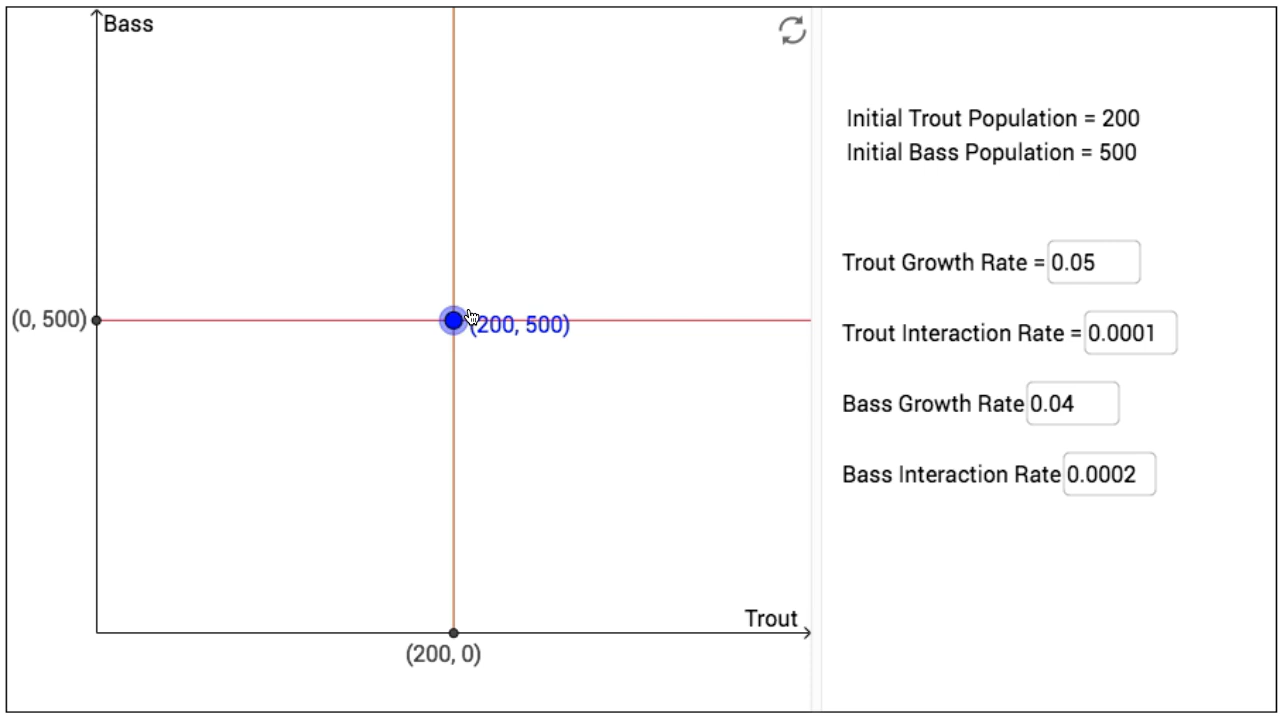 Bass
(0, 500)
(200, 500)
Trout
(200, 0)
Initial Trout Population = 200
Initial Bass Population = 500
Trout Growth Rate = 0.05
Trout Interaction Rate = 0.0001
Bass Growth Rate 0.04
Bass Interaction Rate 0.0002